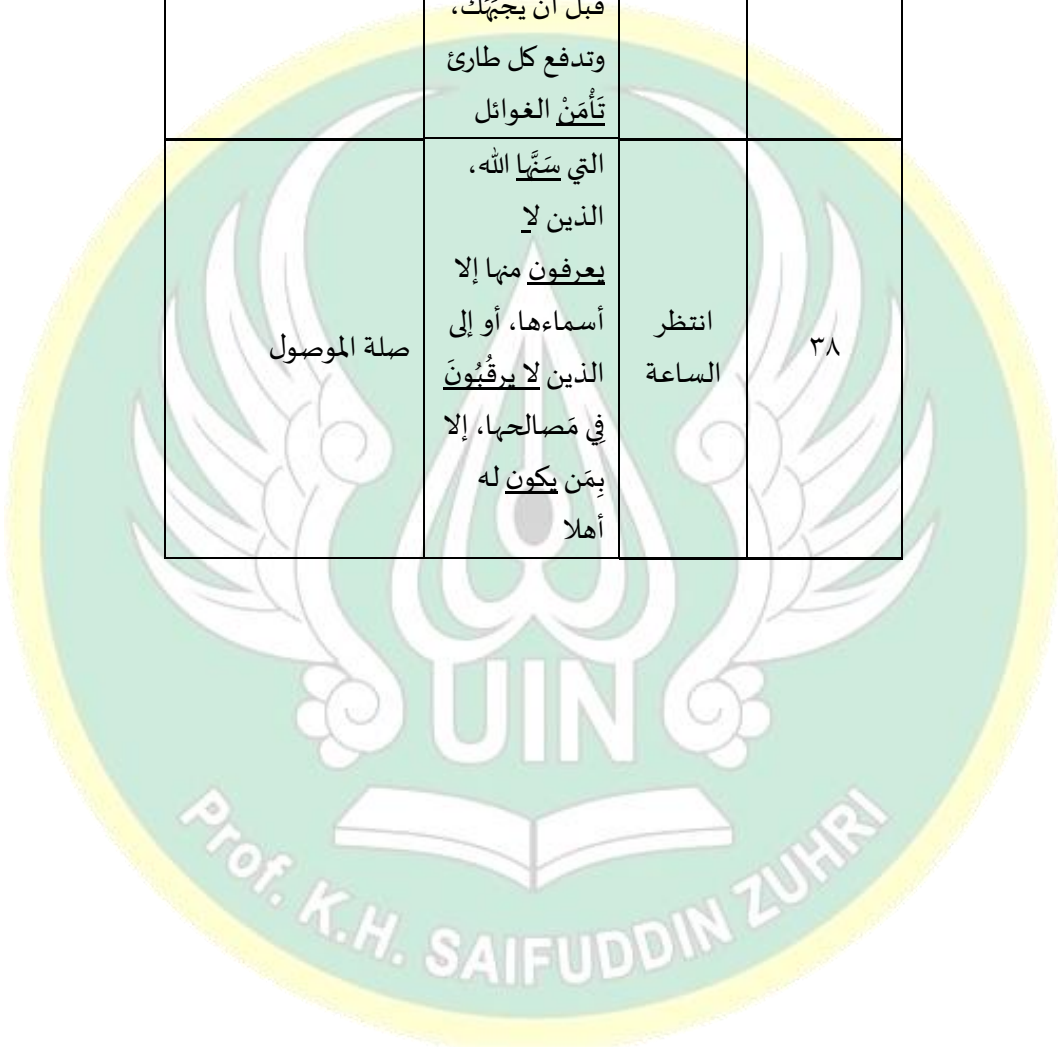 قبل أن يجبَهَك،
وتدفع كل طارئ
تَأْمَنْ الغوائل
٣٨
انتظر
الساعة
التي سَنَّها الله،
الذين لا
يعرفون منها إلا
أسماءها، أو إلى
الذين لا يرقُبُونَ
فِي مَصالحها، إلا
بِمَن يكون له
أهلا
صلة الموصول
UIN
Prof. K.H. SAIFUDDIN ZUHRI